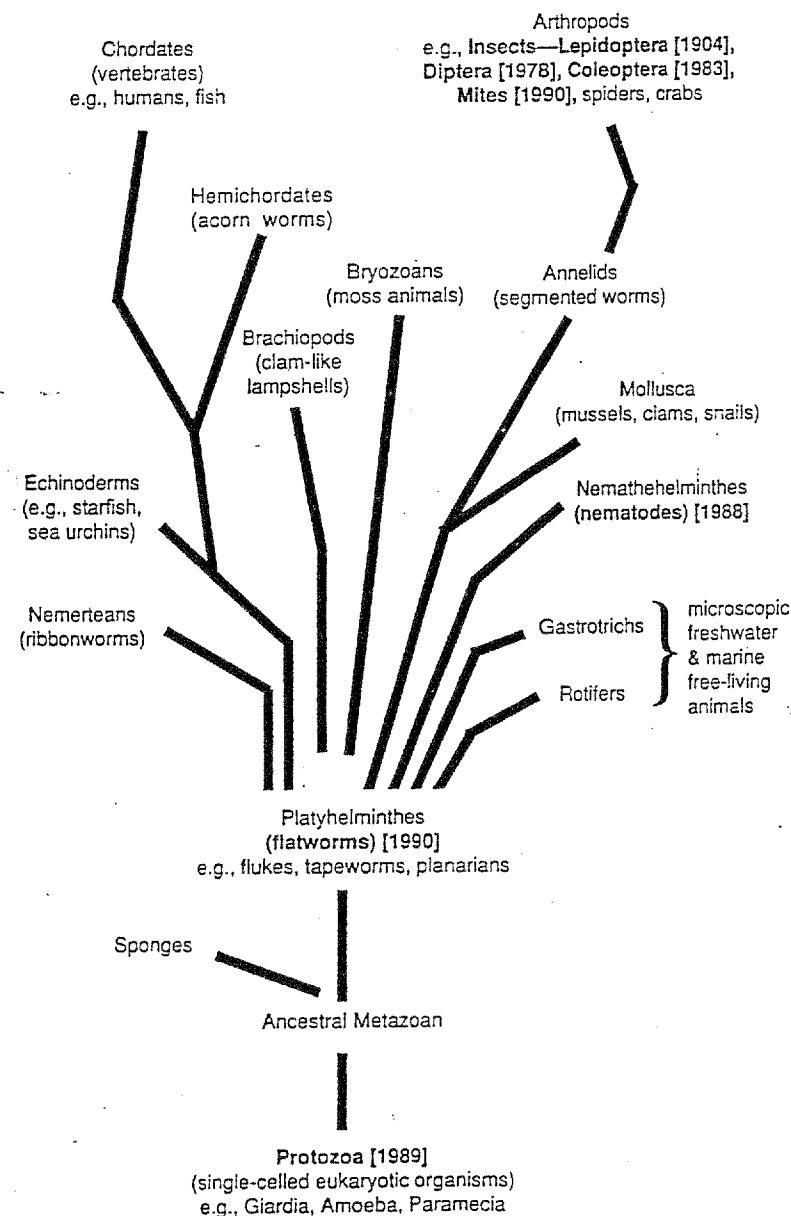 Arthropods
e.g., Insects—Lepidoptera [1904],
Diptera [1978], Coleoptera [1983],
Mites [1990], spiders, crabs
Chordates
(vertebrates)
e.g., humans, fish
Hemichordates
(acorn worms)
Bryozoans
(moss animals)
Annelids
(segmented worms)
Brachiopods
(clam-like
lampshells)
Mollusca
(mussels, clams, snails)
Echinoderms
(e.g., starfish,
sea urchins)
Nemathehelminthes
(nematodes) [1988]
Nemerteans
(ribbonworms)
Gastrotrichs
Rotifers
microscopic
freshwater
& marine
free-living
animals
Platyhelminthes
(flatworms) [1990]
e.g., flukes, tapeworms, planarians
Sponges
Ancestral Metazoan
Protozoa [1989]
(single-celled eukaryotic organisms)
e.g., Giardia, Amoeba, Paramecia